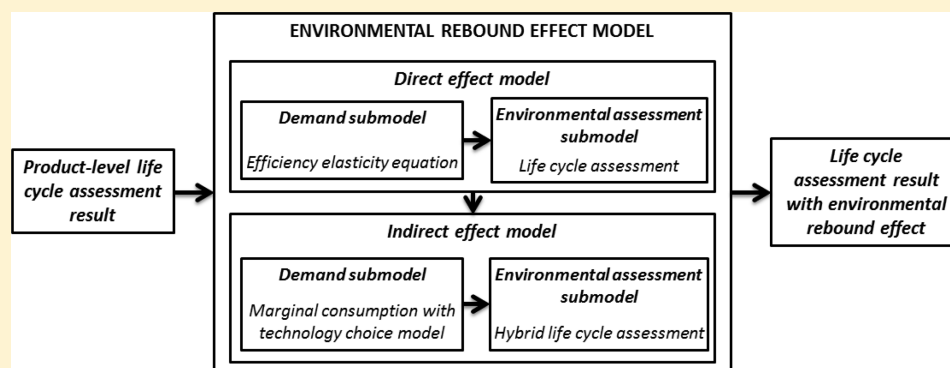 Product-level life
cycle assessment
result
ENVIRONMENTAL REBOUND EFFECT MODEL
Direct effect model
Demand submodel
Efficiency elasticity equation
Environmental assessment
submodel
Life cycle assessment
Indirect effect model
Demand submodel
Marginal consumption with
technology choice model
Environmental assessment
submodel
Hybrid life cycle assessment
Life cycle
assessment result
with environmental
rebound effect